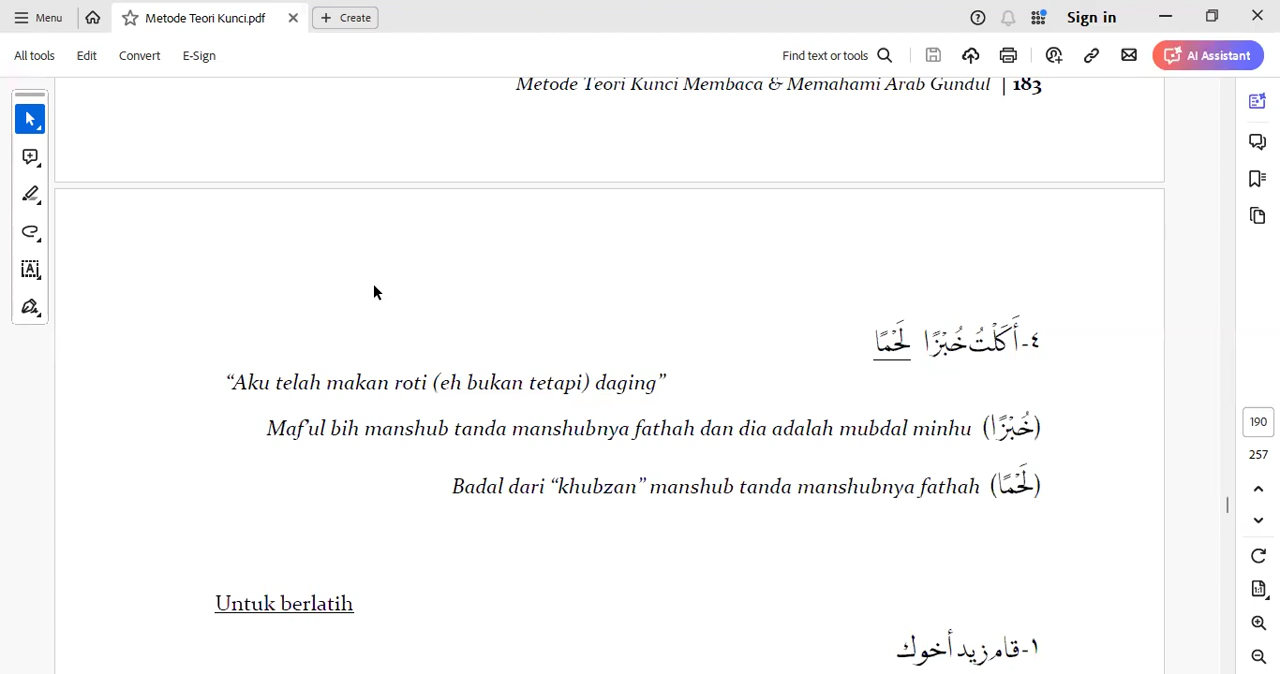 Menu
Metode Teori Kunci.pdf
Create
Sign in
All tools
Edit
Convert
E-Sign
Find text or tools
AI Assistant
Metode Teori Kunci Membaca & Memahami Arab Gundul | 183
٤-أَكَلْتُ خُبْزًا لَحْمًا
“Aku telah makan roti (eh bukan tetapi) daging”
Maf'ul bih manshub tanda manshubnya fathah dan dia adalah mubdal minhu (خُبْزًا)
Badal dari “khubzan” manshub tanda manshubnya fathah (لَحْمًا)
Untuk berlatih
١-قام زيد أخوك
190
257